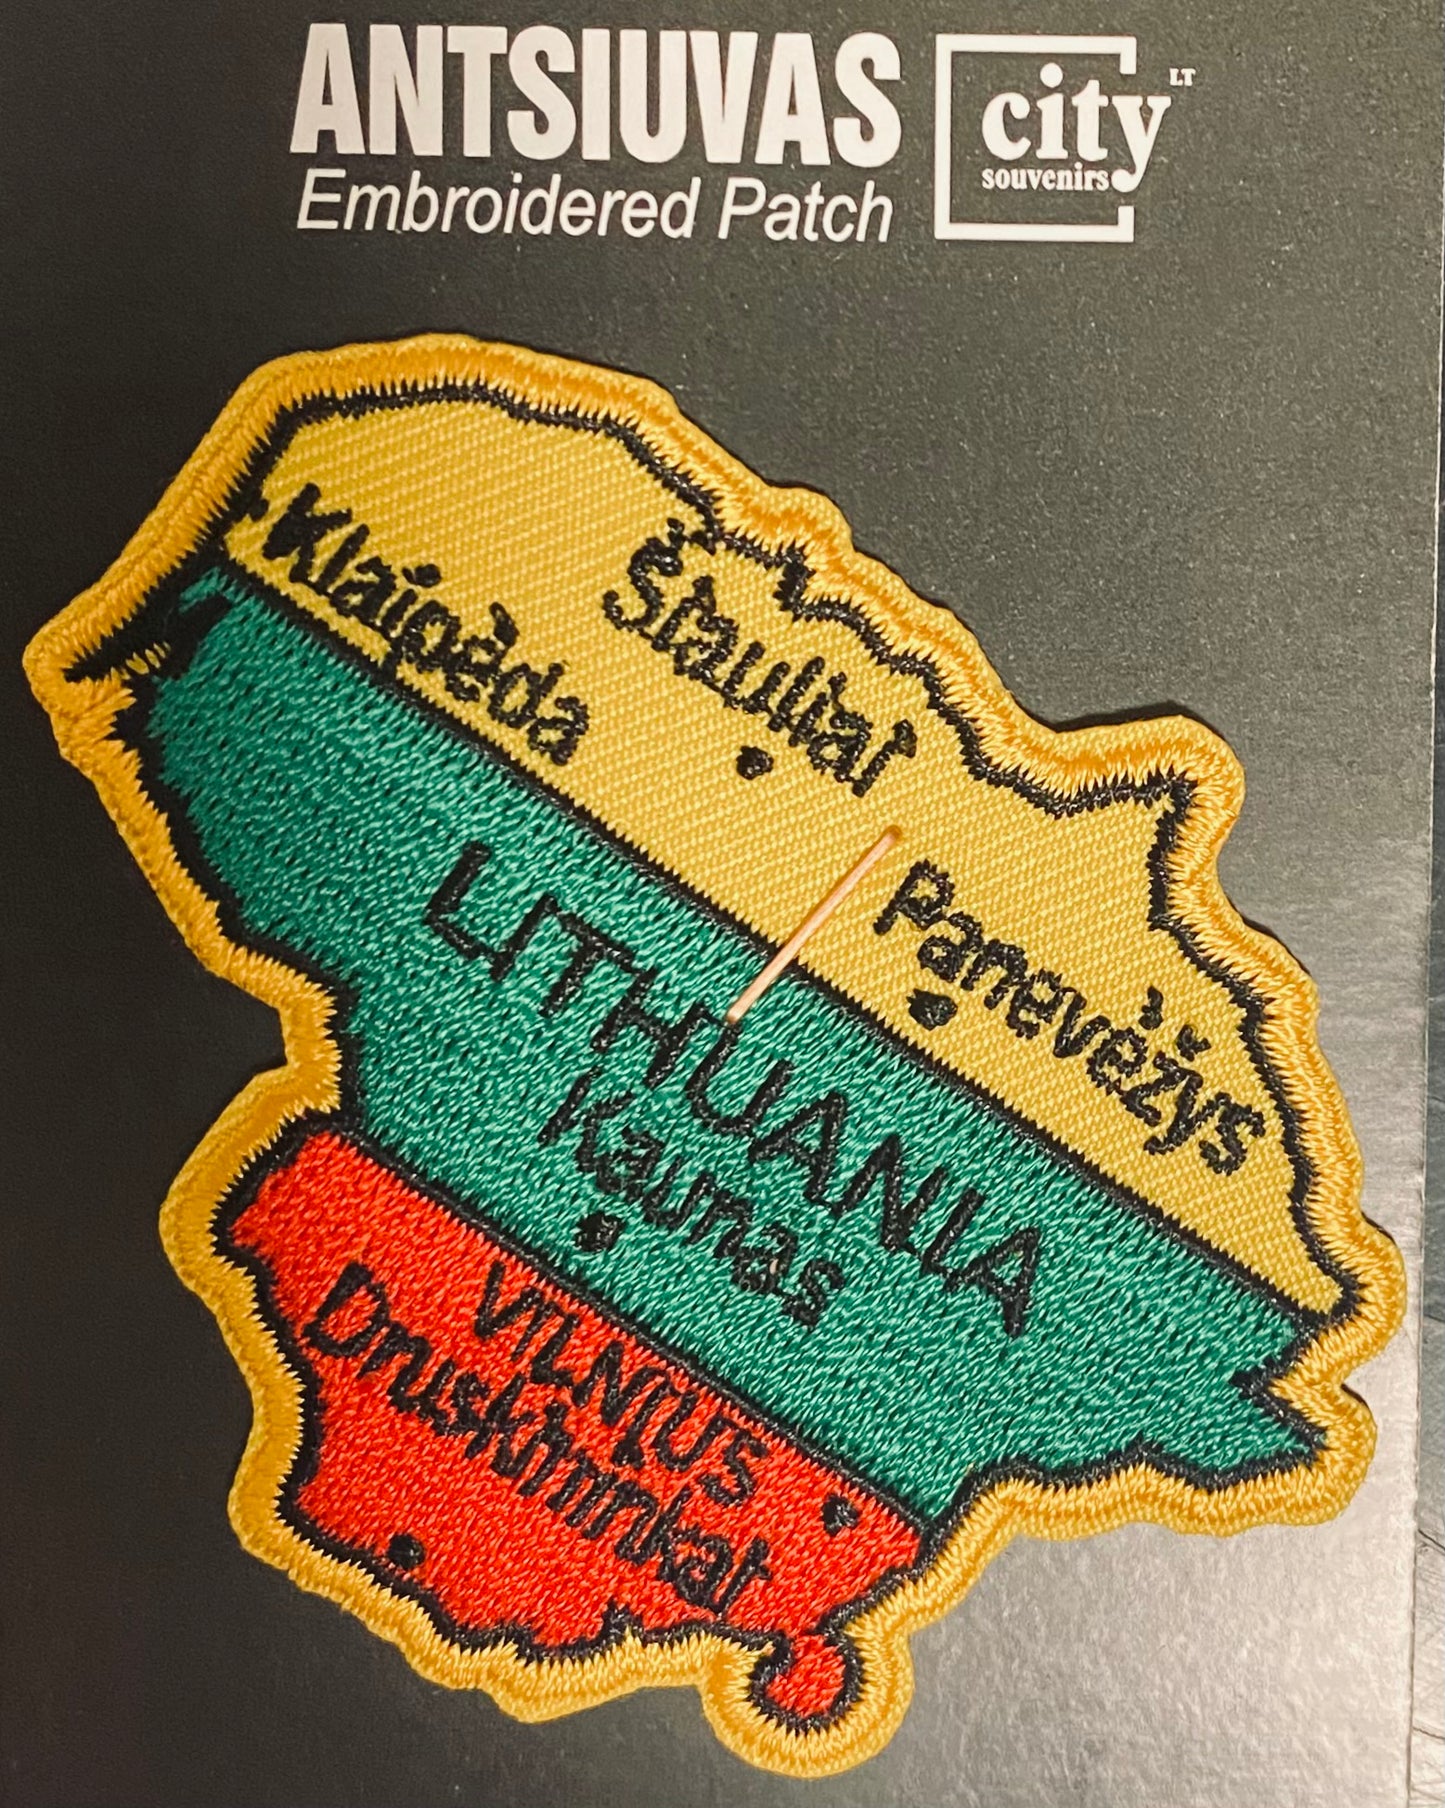 ANTSIUVAS
Embroidered Patch
city LT
souvenirs
Klaipėda
Šiauliai
Panevėžys
LITHUANIA
Kaunas
VILNIUS
Druskininkai